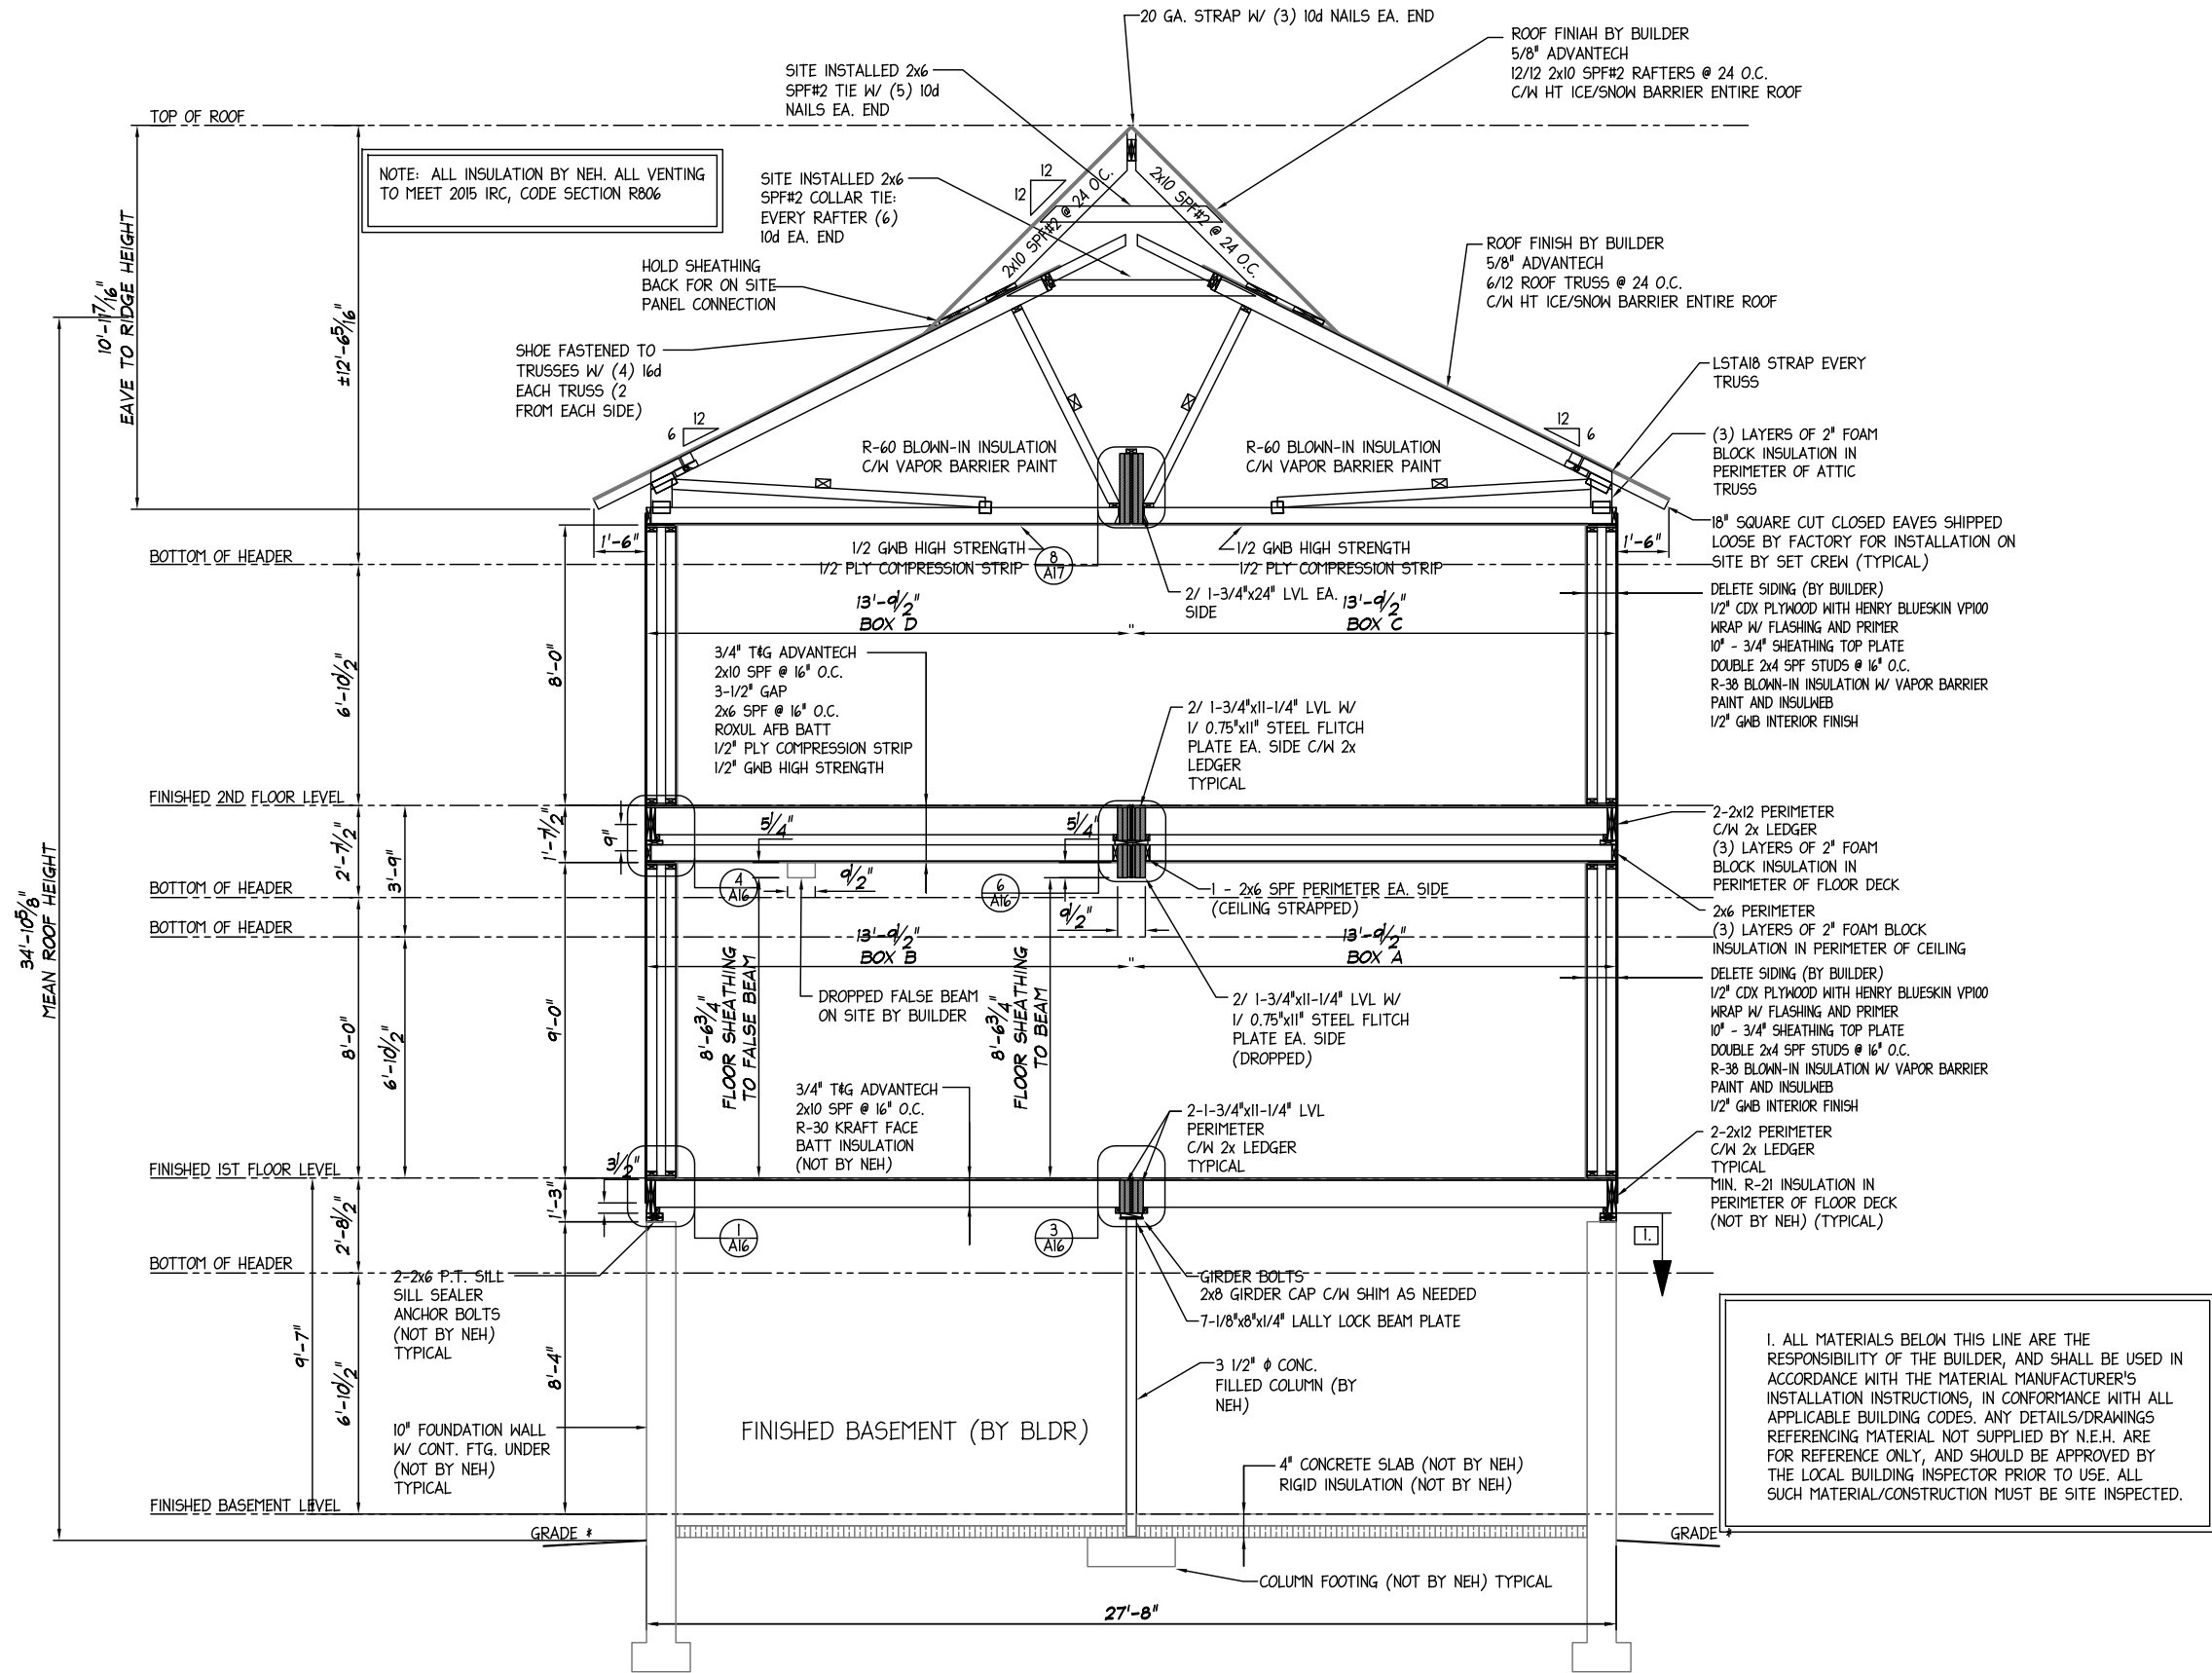 20 GA. STRAP W/ (3) 10d NAILS EA. END
ROOF FINIAH BY BUILDER
5/8" ADVANTECH
12/12 2x10 SPF#2 RAFTERS @ 24 O.C.
C/W HT ICE/SNOW BARRIER ENTIRE ROOF
SITE INSTALLED 2x6
SPF#2 TIE W/ (5) 10d
NAILS EA. END
TOP OF ROOF
NOTE: ALL INSULATION BY NEH. ALL VENTING
TO MEET 2015 IRC, CODE SECTION R806
SITE INSTALLED 2x6
SPF#2 COLLAR TIE:
EVERY RAFTER (6)
10d EA. END
12
12
2x10 SPF#2 @ 24 O.C.
2x10 SPF#2 @ 24 O.C.
HOLD SHEATHING
BACK FOR ON SITE
PANEL CONNECTION
ROOF FINISH BY BUILDER
5/8" ADVANTECH
6/12 ROOF TRUSS @ 24 O.C.
C/W HT ICE/SNOW BARRIER ENTIRE ROOF
10'-11 7/16"
EAVE TO RIDGE HEIGHT
±12'-6 5/16"
SHOE FASTENED TO
TRUSSES W/ (4) 16d
EACH TRUSS (2
FROM EACH SIDE)
LSTA18 STRAP EVERY
TRUSS
12
6
12
6
R-60 BLOWN-IN INSULATION
C/W VAPOR BARRIER PAINT
R-60 BLOWN-IN INSULATION
C/W VAPOR BARRIER PAINT
(3) LAYERS OF 2" FOAM
BLOCK INSULATION IN
PERIMETER OF ATTIC
TRUSS
18" SQUARE CUT CLOSED EAVES SHIPPED
LOOSE BY FACTORY FOR INSTALLATION ON
SITE BY SET CREW (TYPICAL)
1'-6"
1'-6"
BOTTOM OF HEADER
1/2 GWB HIGH STRENGTH
1/2 PLY COMPRESSION STRIP
8
A17
1/2 GWB HIGH STRENGTH
1/2 PLY COMPRESSION STRIP
2/ 1-3/4"x24" LVL EA.
SIDE
13'-9 1/2"
BOX D
"
13'-9 1/2"
BOX C
DELETE SIDING (BY BUILDER)
1/2" CDX PLYWOOD WITH HENRY BLUESKIN VP100
WRAP W/ FLASHING AND PRIMER
10" - 3/4" SHEATHING TOP PLATE
DOUBLE 2x4 SPF STUDS @ 16" O.C.
R-38 BLOWN-IN INSULATION W/ VAPOR BARRIER
PAINT AND INSULWEB
1/2" GWB INTERIOR FINISH
6'-10 1/2"
8'-0"
3/4" T&G ADVANTECH
2x10 SPF @ 16" O.C.
3-1/2" GAP
2x6 SPF @ 16" O.C.
ROXUL AFB BATT
1/2" PLY COMPRESSION STRIP
1/2" GWB HIGH STRENGTH
2/ 1-3/4"x11-1/4" LVL W/
1/ 0.75"x11" STEEL FLITCH
PLATE EA. SIDE C/W 2x
LEDGER
TYPICAL
FINISHED 2ND FLOOR LEVEL
2'-7 1/2"
3'-9"
1'-7 1/2"
9"
5 1/4"
5 1/4"
2-2x12 PERIMETER
C/W 2x LEDGER
(3) LAYERS OF 2" FOAM
BLOCK INSULATION IN
PERIMETER OF FLOOR DECK
BOTTOM OF HEADER
4
A16
9 1/2"
6
A16
9 1/2"
1 - 2x6 SPF PERIMETER EA. SIDE
(CEILING STRAPPED)
2x6 PERIMETER
(3) LAYERS OF 2" FOAM BLOCK
INSULATION IN PERIMETER OF CEILING
BOTTOM OF HEADER
13'-9 1/2"
BOX B
"
13'-9 1/2"
BOX A
34'-10 5/8"
MEAN ROOF HEIGHT
8'-0"
6'-10 1/2"
9'-0"
8'-6 3/4"
FLOOR SHEATHING
TO FALSE BEAM
DROPPED FALSE BEAM
ON SITE BY BUILDER
8'-6 3/4"
FLOOR SHEATHING
TO BEAM
2/ 1-3/4"x11-1/4" LVL W/
1/ 0.75"x11" STEEL FLITCH
PLATE EA. SIDE
(DROPPED)
DELETE SIDING (BY BUILDER)
1/2" CDX PLYWOOD WITH HENRY BLUESKIN VP100
WRAP W/ FLASHING AND PRIMER
10" - 3/4" SHEATHING TOP PLATE
DOUBLE 2x4 SPF STUDS @ 16" O.C.
R-38 BLOWN-IN INSULATION W/ VAPOR BARRIER
PAINT AND INSULWEB
1/2" GWB INTERIOR FINISH
3/4" T&G ADVANTECH
2x10 SPF @ 16" O.C.
R-30 KRAFT FACE
BATT INSULATION
(NOT BY NEH)
2-1-3/4"x11-1/4" LVL
PERIMETER
C/W 2x LEDGER
TYPICAL
2-2x12 PERIMETER
C/W 2x LEDGER
TYPICAL
MIN. R-21 INSULATION IN
PERIMETER OF FLOOR DECK
(NOT BY NEH) (TYPICAL)
FINISHED 1ST FLOOR LEVEL
3 1/2"
1'-3"
2'-8 1/2"
1
A16
3
A16
1.
BOTTOM OF HEADER
2-2x6 P.T. SILL
SILL SEALER
ANCHOR BOLTS
(NOT BY NEH)
TYPICAL
GIRDER BOLTS
2x8 GIRDER CAP C/W SHIM AS NEEDED
7-1/8"x8"x1/4" LALLY LOCK BEAM PLATE
9'-7"
6'-10 1/2"
8'-4"
3 1/2" ϕ CONC.
FILLED COLUMN (BY
NEH)
1. ALL MATERIALS BELOW THIS LINE ARE THE
RESPONSIBILITY OF THE BUILDER, AND SHALL BE USED IN
ACCORDANCE WITH THE MATERIAL MANUFACTURER'S
INSTALLATION INSTRUCTIONS, IN CONFORMANCE WITH ALL
APPLICABLE BUILDING CODES. ANY DETAILS/DRAWINGS
REFERENCING MATERIAL NOT SUPPLIED BY N.E.H. ARE
FOR REFERENCE ONLY, AND SHOULD BE APPROVED BY
THE LOCAL BUILDING INSPECTOR PRIOR TO USE. ALL
SUCH MATERIAL/CONSTRUCTION MUST BE SITE INSPECTED.
10" FOUNDATION WALL
W/ CONT. FTG. UNDER
(NOT BY NEH)
TYPICAL
FINISHED BASEMENT (BY BLDR)
4" CONCRETE SLAB (NOT BY NEH)
RIGID INSULATION (NOT BY NEH)
FINISHED BASEMENT LEVEL
GRADE *
GRADE *
COLUMN FOOTING (NOT BY NEH) TYPICAL
27'-8"